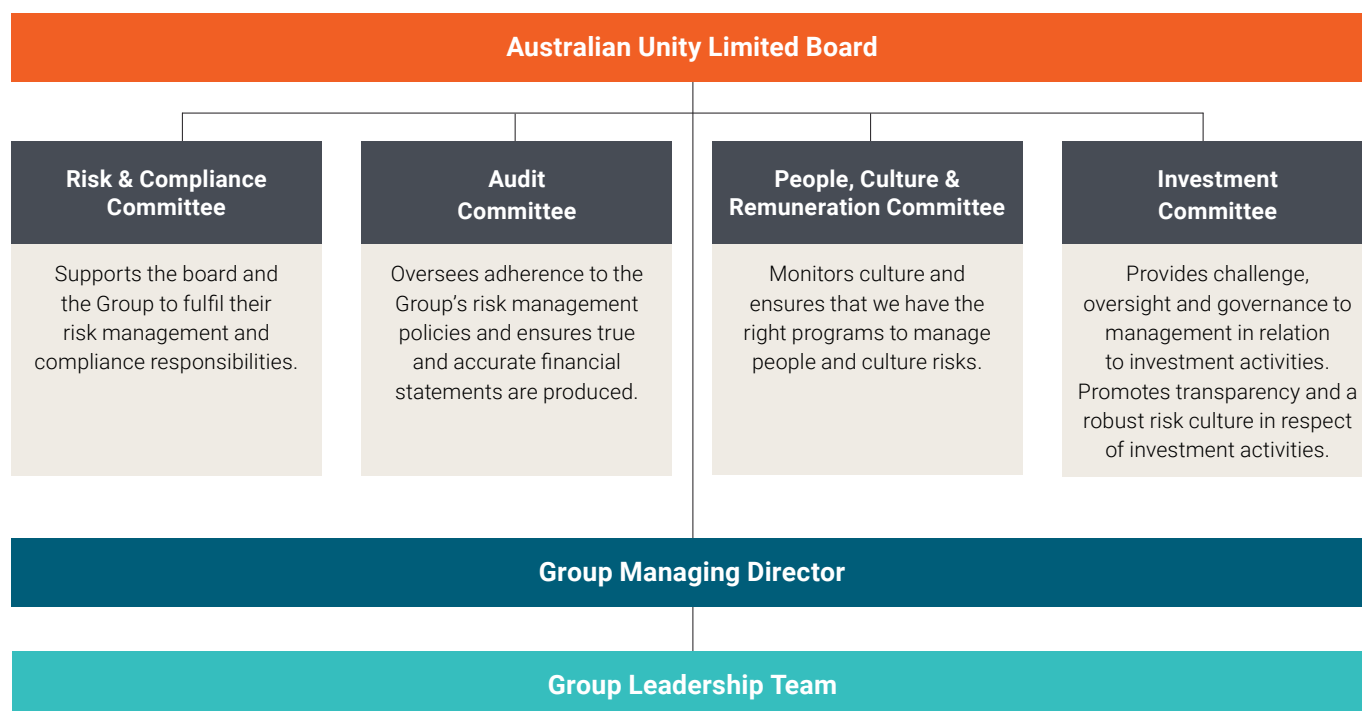 Australian Unity Limited Board
Risk & Compliance
Committee
Supports the board and
the Group to fulfil their
risk management and
compliance responsibilities.
Audit
Committee
Oversees adherence to the
Group's risk management
policies and ensures true
and accurate financial
statements are produced.
People, Culture &
Remuneration Committee
Monitors culture and
ensures that we have the
right programs to manage
people and culture risks.
Investment
Committee
Provides challenge,
oversight and governance to
management in relation
to investment activities.
Promotes transparency and a
robust risk culture in respect
of investment activities.
Group Managing Director
Group Leadership Team